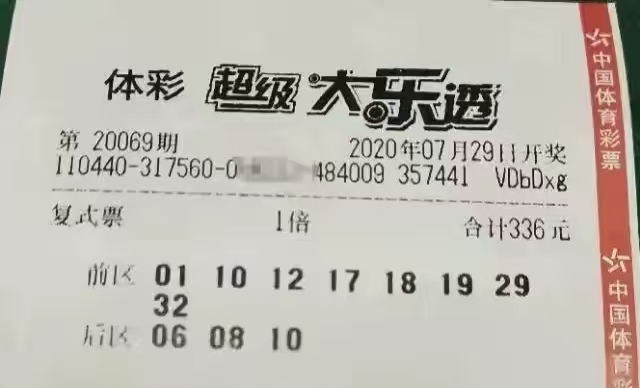 体彩 超级大乐透
第 20069期 2020年07月29日开奖
110440-317560-0 484009 357441 VDbDxg
复式票 1倍 合计336元
前区 01 10 12 17 18 19 29
32
后区 06 08 10
中国体育彩票
中国体育彩票